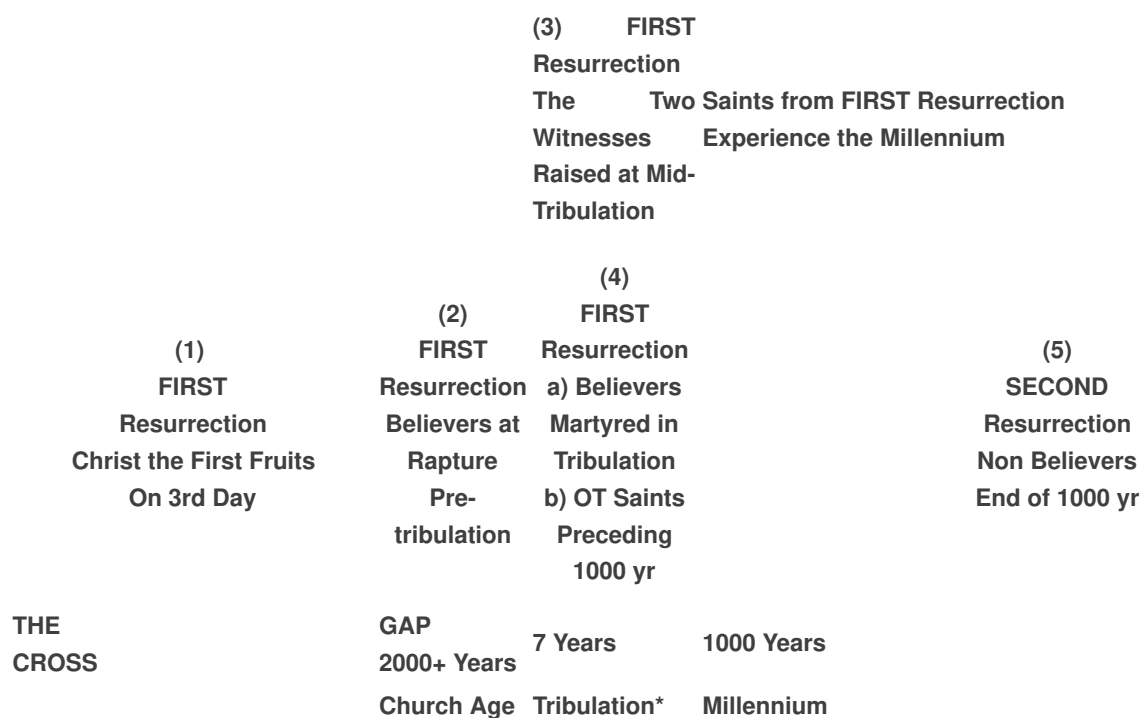 (3) FIRST
Resurrection
The Two Saints from FIRST Resurrection
Witnesses Experience the Millennium
Raised at Mid-
Tribulation
(1)
FIRST
Resurrection
Christ the First Fruits
On 3rd Day
(2)
FIRST
Resurrection
Believers at
Rapture
Pre-
tribulation
(4)
FIRST
Resurrection
a) Believers
Martyred in
Tribulation
b) OT Saints
Preceding
1000 yr
(5)
SECOND
Resurrection
Non Believers
End of 1000 yr
THE
CROSS
GAP
2000+ Years
7 Years
1000 Years
Church Age
Tribulation*
Millennium